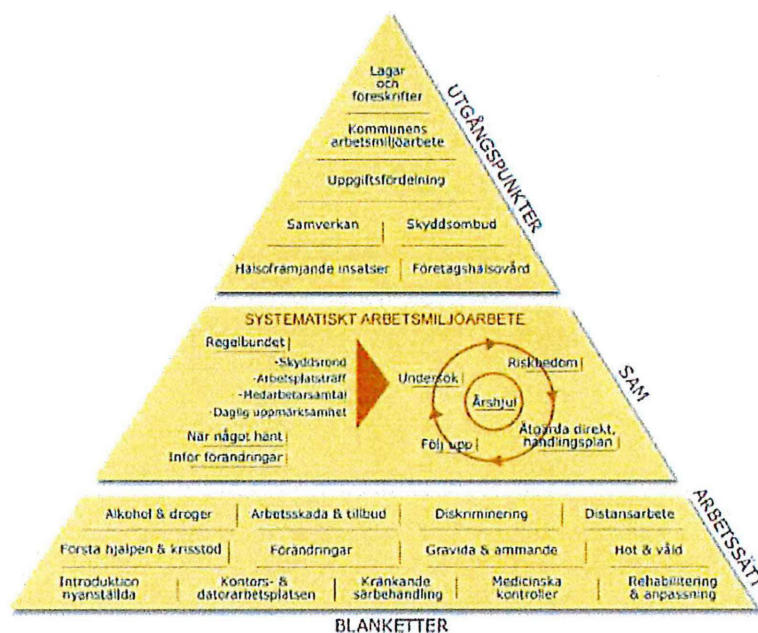 Lagar
och
föreskrifter
Kommunens
arbetsmiljöarbete
Uppgiftsfördelning
Samverkan
Skyddsombud
Hälsofrämjande insatser
Företagshälsovård
UTGÅNGSPUNKTER
SYSTEMATISKT ARBETSMILJÖARBETE
Regelbundet
-Skyddsrond
-Arbetsplatsträff
-Medarbetarsamtal
-Daglig uppmärksamhet
När något hänt
Inför förändringar
Undersök
Riskbedöm
Årshjul
Följ upp
Åtgärda direkt,
handlingsplan
SAM
Alkohol & droger
Arbetsskada & tillbud
Diskriminering
Distansarbete
Första hjälpen & krisstöd
Förändringar
Gravida & ammande
Hot & våld
Introduktion
nyanställda
Kontors- &
datorarbetsplatsen
Kränkande
särbehandling
Medicinska
kontroller
Rehabilitering
& anpassning
ARBETSSÄTT
BLANKETTER